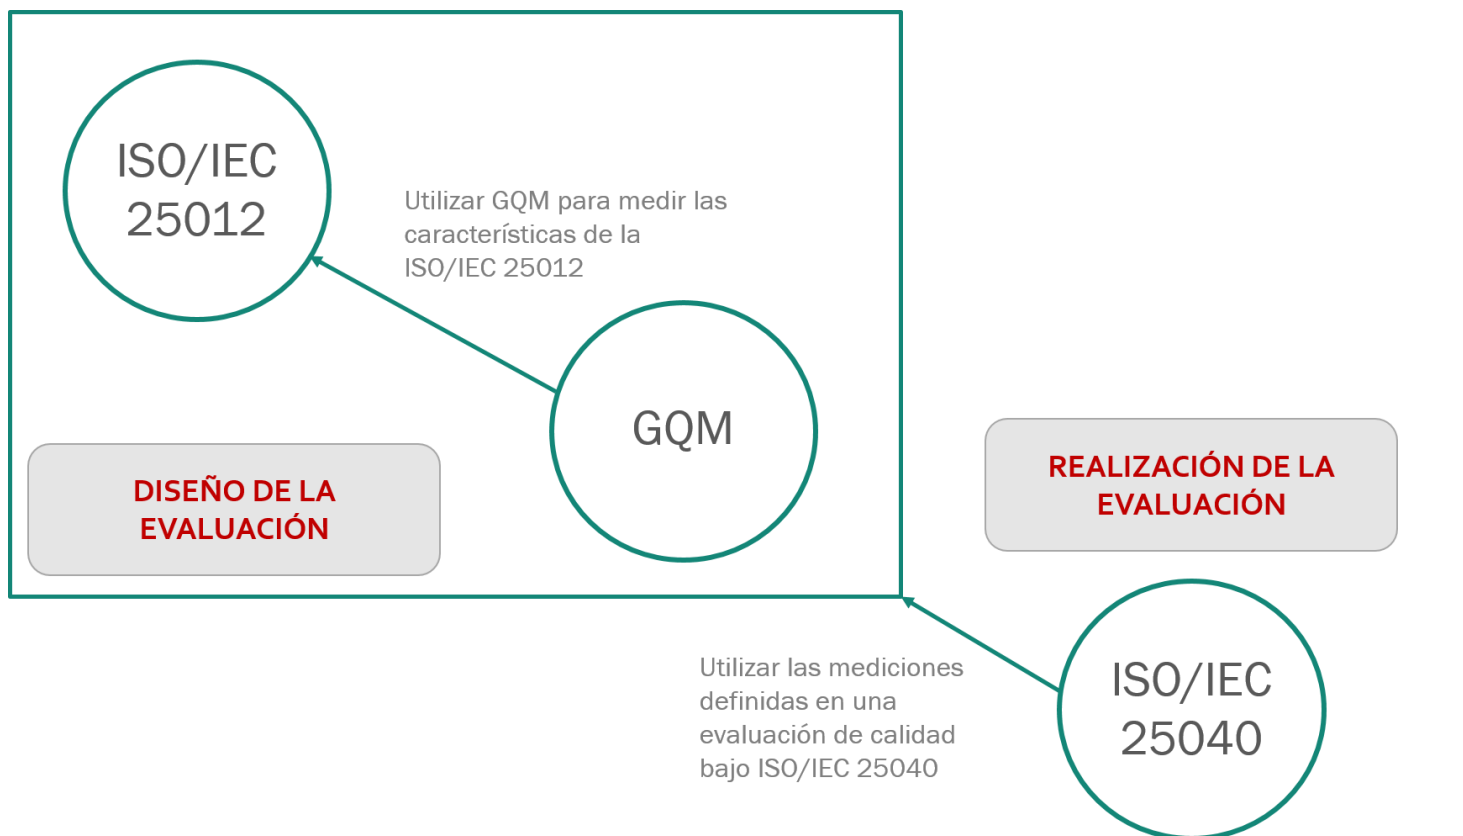 ISO/IEC
25012
Utilizar GQM para medir las
características de la
ISO/IEC 25012
GQM
DISEÑO DE LA
EVALUACIÓN
REALIZACIÓN DE LA
EVALUACIÓN
Utilizar las mediciones
definidas en una
evaluación de calidad
bajo ISO/IEC 25040
ISO/IEC
25040